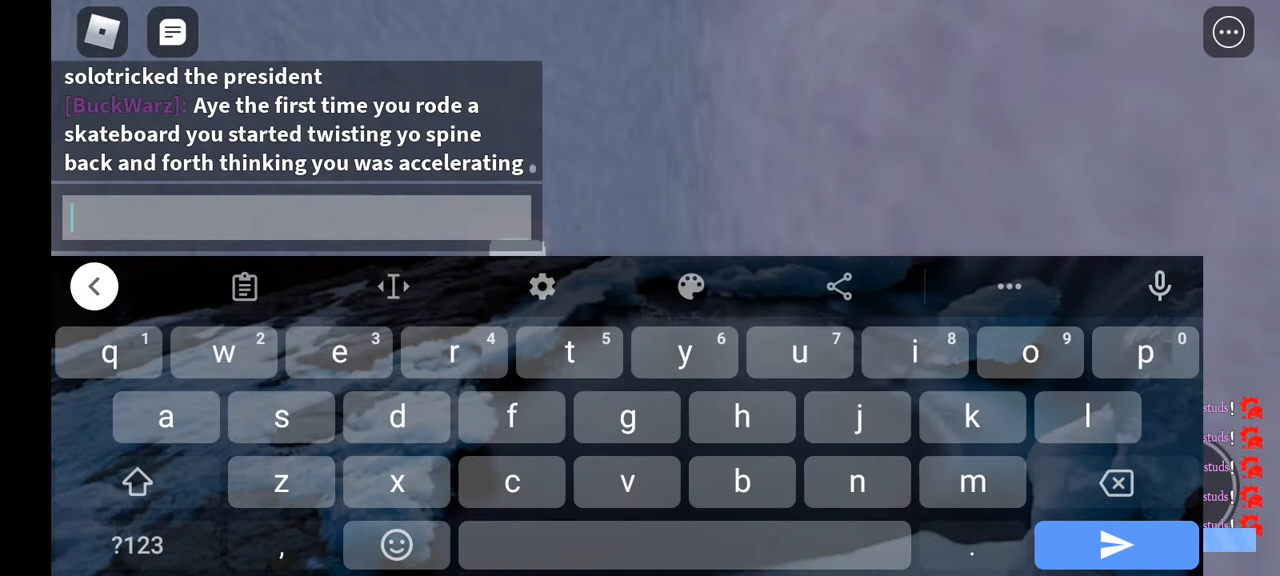 solotricked the president
[BuckWarz]: Aye the first time you rode a
skateboard you started twisting yo spine
back and forth thinking you was accelerating
q 1 w 2 e 3 r 4 t 5 y 6 u 7 i 8 o 9 p 0
studs!
a s d f g h j k l
studs!
studs!
z x c v b n m
studs!
studs!
?123 , .